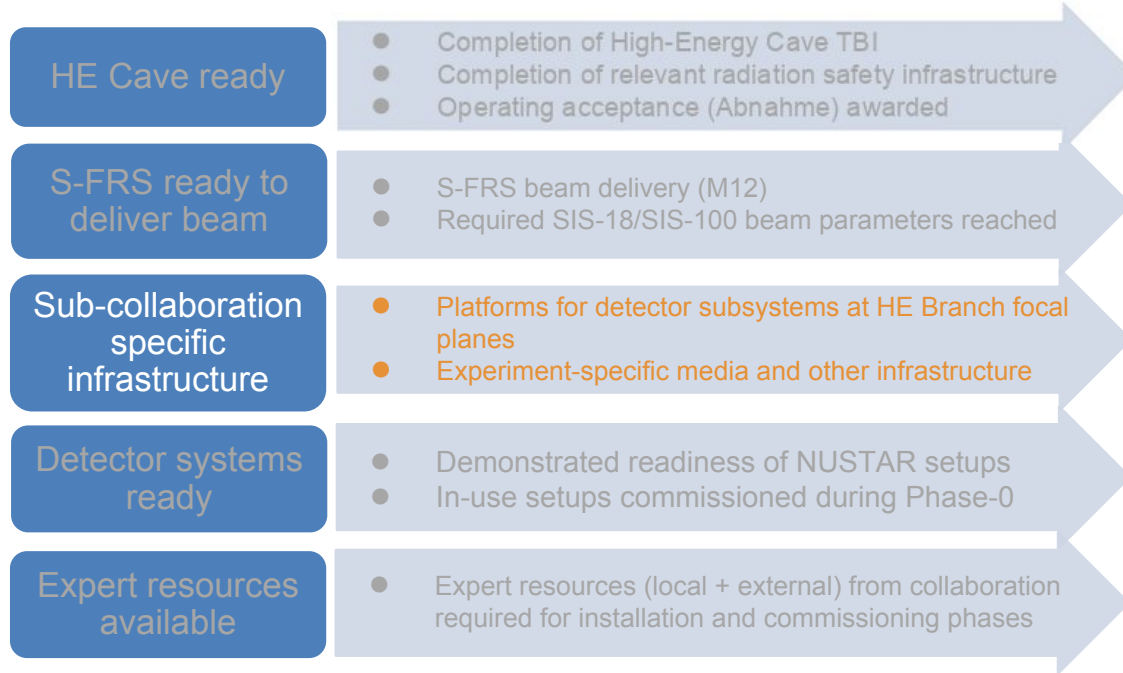 HE Cave ready
● Completion of High-Energy Cave TBI
● Completion of relevant radiation safety infrastructure
● Operating acceptance (Abnahme) awarded
S-FRS ready to
deliver beam
● S-FRS beam delivery (M12)
● Required SIS-18/SIS-100 beam parameters reached
Sub-collaboration
specific
infrastructure
● Platforms for detector subsystems at HE Branch focal
planes
● Experiment-specific media and other infrastructure
Detector systems
ready
● Demonstrated readiness of NUSTAR setups
● In-use setups commissioned during Phase-0
Expert resources
available
● Expert resources (local + external) from collaboration
required for installation and commissioning phases